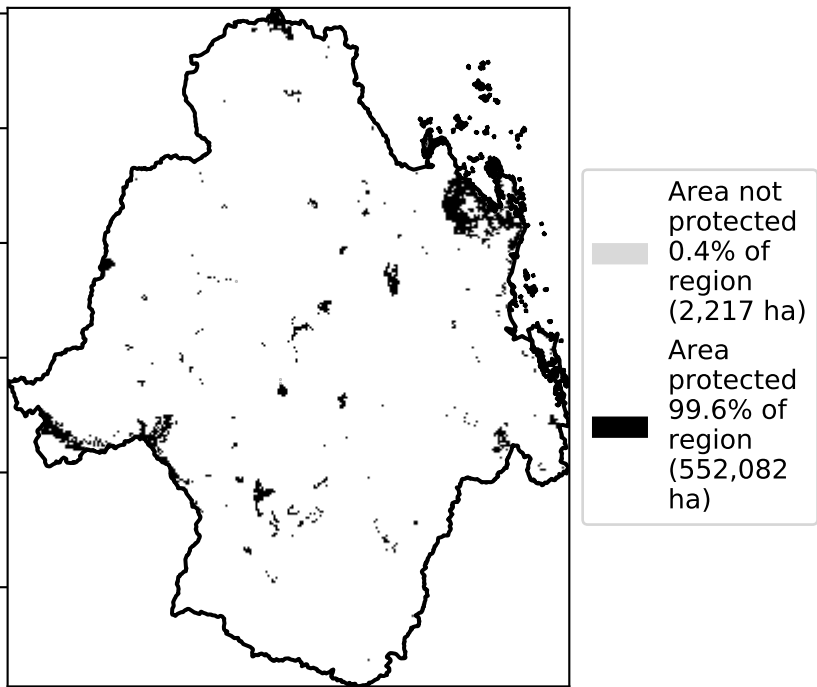 Area not
protected
0.4% of
region
(2,217 ha)
Area
protected
99.6% of
region
(552,082
ha)